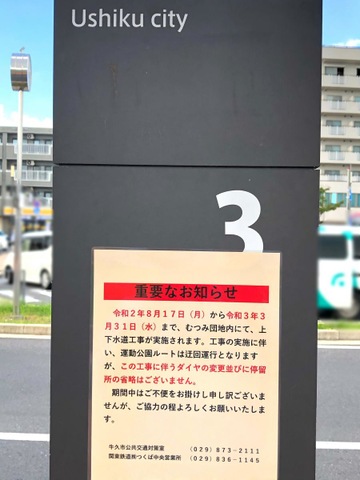 Ushiku city
3
重要なお知らせ
令和2年8月17日（月）から令和3年3
月31日（水）まで、むつみ団地内にて、上
下水道工事が実施されます。工事の実施に伴
い、運動公園ルートは迂回運行となります
が、この工事に伴うダイヤの変更並びに停留
所の省略はございません。
期間中はご不便をお掛けし申し訳ございま
せんが、ご協力の程よろしくお願いいたしま
す。
牛久市公共交通対策室 （029）873-2111
関東鉄道㈱つくば中央営業所 （029）836-1145